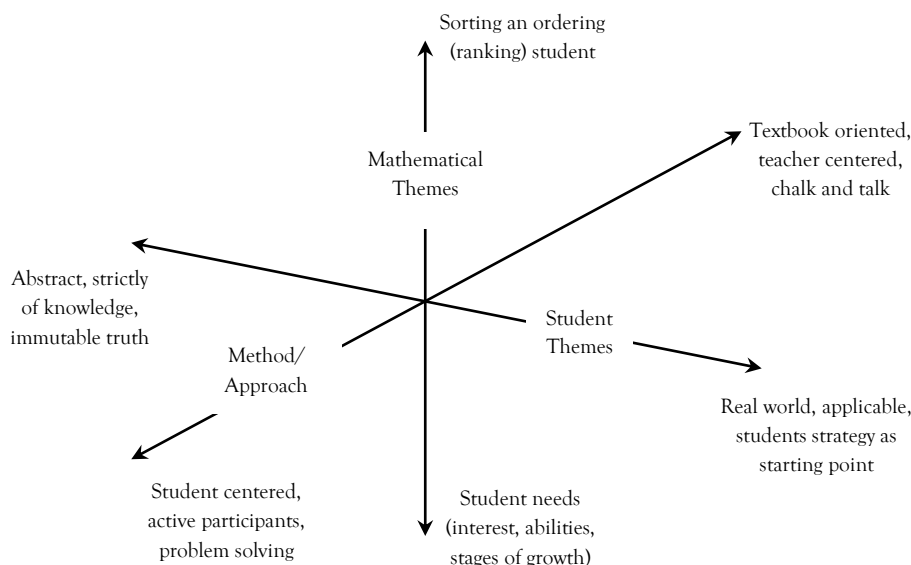 Sorting an ordering
(ranking) student
Textbook oriented,
teacher centered,
chalk and talk
Mathematical
Themes
Abstract, strictly
of knowledge,
immutable truth
Student
Themes
Method/
Approach
Real world, applicable,
students strategy as
starting point
Student centered,
active participants,
problem solving
Student needs
(interest, abilities,
stages of growth)